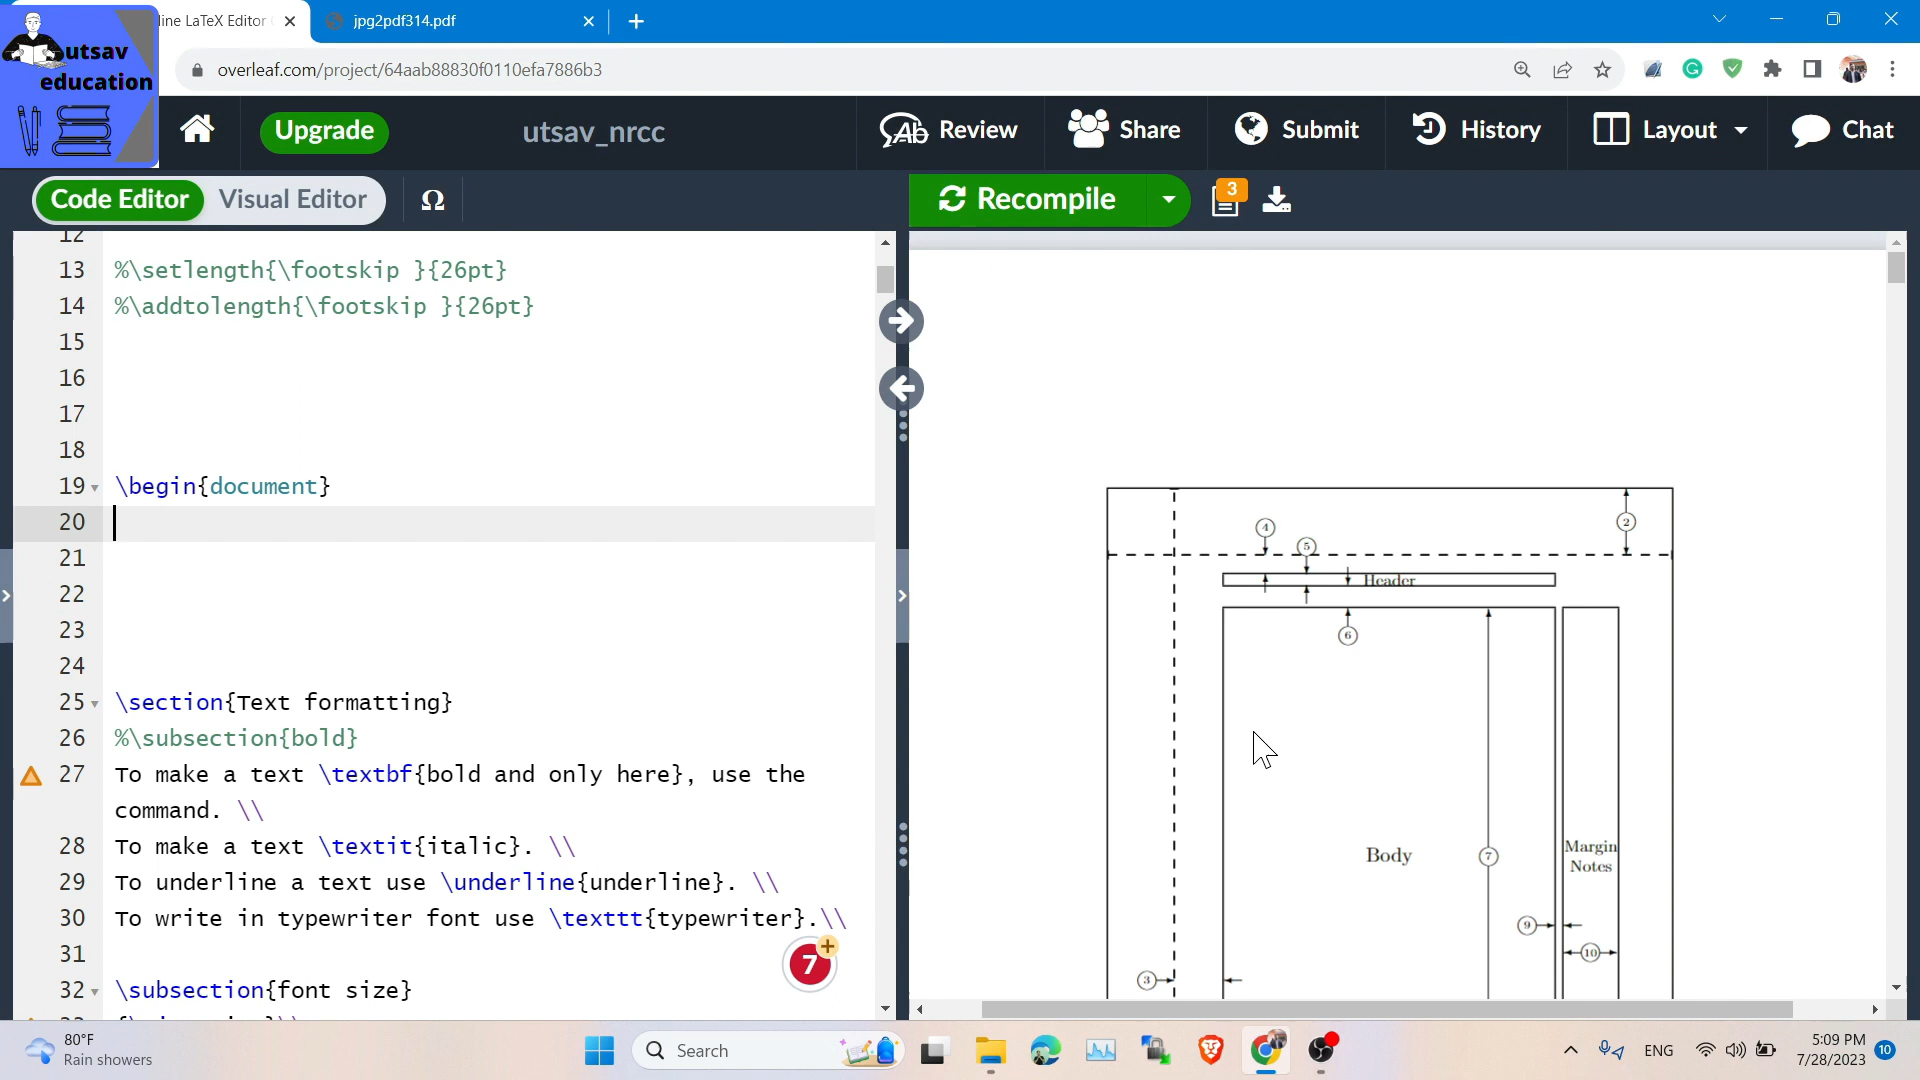 line LaTeX Editor
jpg2pdf314.pdf
utsav
education
overleaf.com/project/64aab88830f0110efa7886b3
Upgrade
utsav_nrcc
Review
Share
Submit
History
Layout
Chat
Code Editor
Visual Editor
Ω
Recompile
3
12
13 %\setlength{\footskip }{26pt}
14 %\addtolength{\footskip }{26pt}
15
16
17
18
19 \begin{document}
20
21
22
23
24
25 \section{Text formatting}
26 %\subsection{bold}
27 To make a text \textbf{bold and only here}, use the
command. \\
28 To make a text \textit{italic}. \\
29 To underline a text use \underline{underline}. \\
30 To write in typewriter font use \texttt{typewriter}.\\
31
32 \subsection{font size}
7
2
4
5
Header
6
Body
7
Margin
Notes
9
10
3
80°F
Rain showers
Search
ENG
5:09 PM
7/28/2023
10